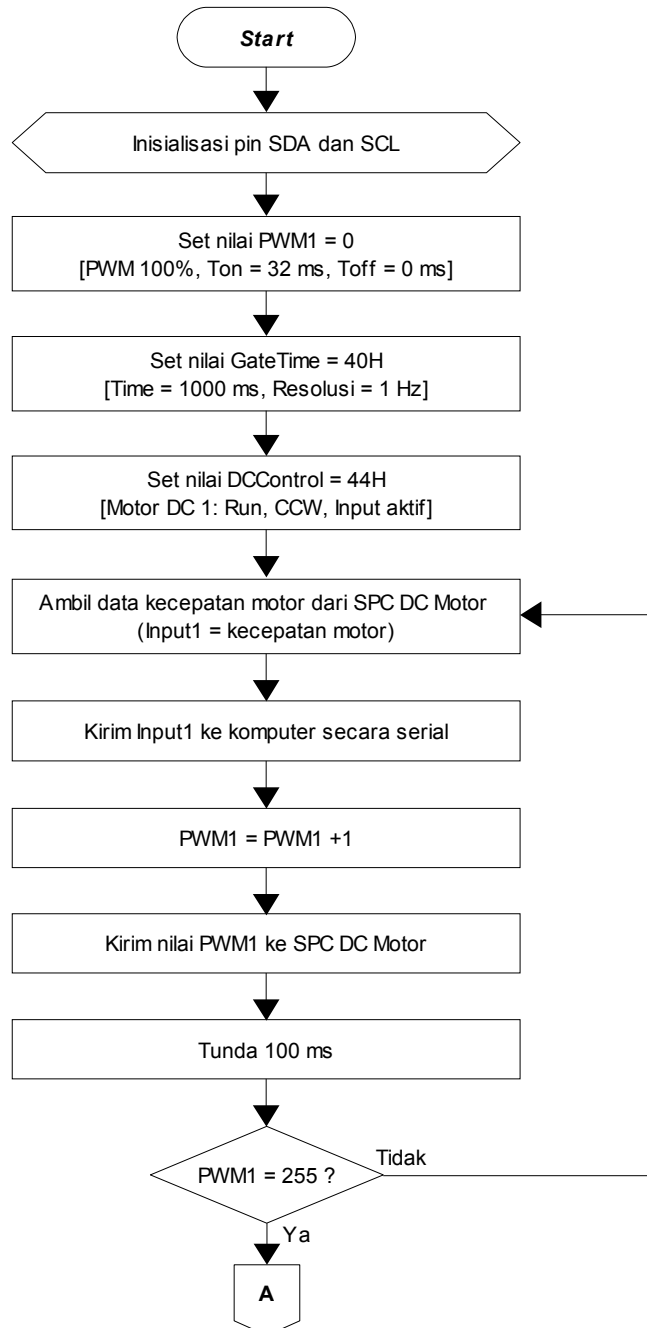 Start
Inisialisasi pin SDA dan SCL
Set nilai PWM1 = 0
[PWM 100%, Ton = 32 ms, Toff = 0 ms]
Set nilai GateTime = 40H
[Time = 1000 ms, Resolusi = 1 Hz]
Set nilai DCControl = 44H
[Motor DC 1: Run, CCW, Input aktif]
Ambil data kecepatan motor dari SPC DC Motor
(Input1 = kecepatan motor)
Kirim Input1 ke komputer secara serial
PWM1 = PWM1 +1
Kirim nilai PWM1 ke SPC DC Motor
Tunda 100 ms
PWM1 = 255 ?
Tidak
Ya
A